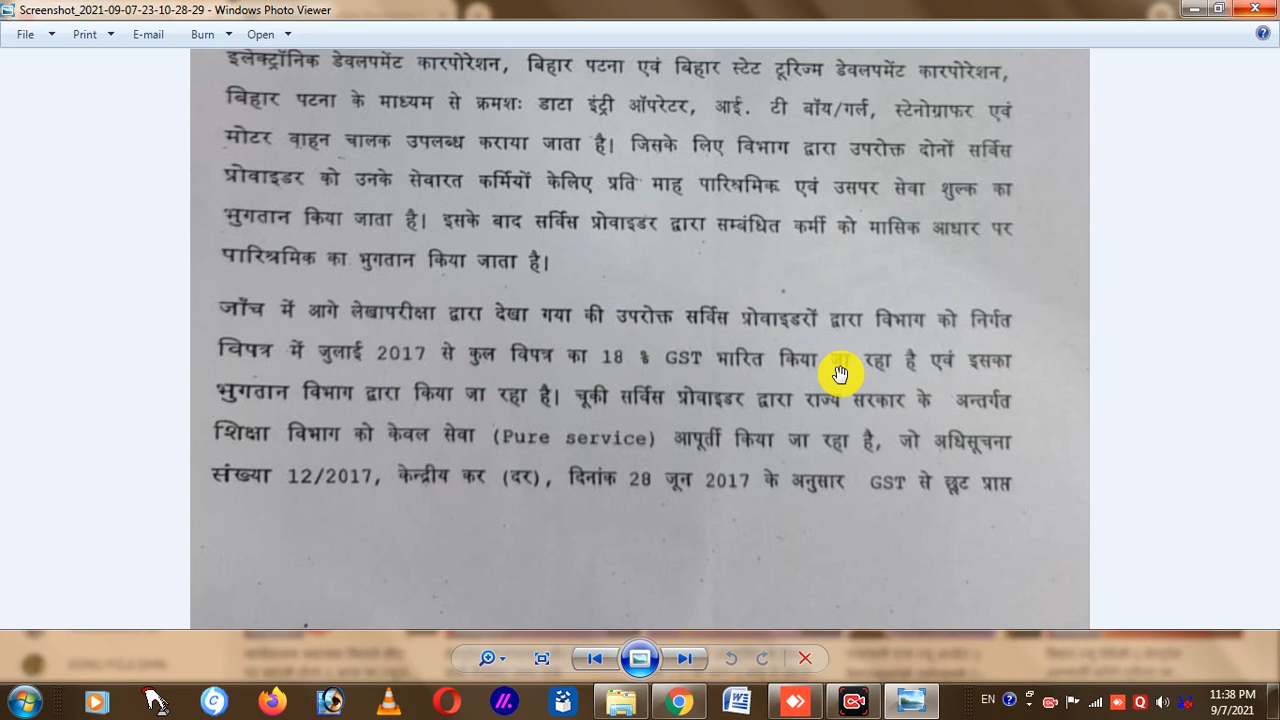 Screenshot_2021-09-07-23-10-28-29 - Windows Photo Viewer
File Print E-mail Burn Open
इलेक्ट्रॉनिक डेवलपमेंट कारपोरेशन, बिहार पटना एवं बिहार स्टेट टूरिज्म डेवलपमेंट कारपोरेशन,
बिहार पटना के माध्यम से क्रमशः डाटा इंट्री ऑपरेटर, आई. टी बॉय/गर्ल, स्टेनोग्राफर एवं
मोटर वाहन चालक उपलब्ध कराया जाता है। जिसके लिए विभाग द्वारा उपरोक्त दोनों सर्विस
प्रोवाइडर को उनके सेवारत कर्मियों केलिए प्रति माह पारिश्रमिक एवं उसपर सेवा शुल्क का
भुगतान किया जाता है। इसके बाद सर्विस प्रोवाइडर द्वारा सम्बंधित कर्मी को मासिक आधार पर
पारिश्रमिक का भुगतान किया जाता है।
जाँच में आगे लेखापरीक्षा द्वारा देखा गया की उपरोक्त सर्विस प्रोवाइडरों द्वारा विभाग को निर्गत
विपत्र में जुलाई 2017 से कुल विपत्र का 18 % GST भारित किया जा रहा है एवं इसका
भुगतान विभाग द्वारा किया जा रहा है। चूकी सर्विस प्रोवाइडर द्वारा राज्य सरकार के अन्तर्गत
शिक्षा विभाग को केवल सेवा (Pure service) आपूर्ती किया जा रहा है, जो अधिसूचना
संख्या 12/2017, केन्द्रीय कर (दर), दिनांक 28 जून 2017 के अनुसार GST से छूट प्राप्त
EN
11:38 PM
9/7/2021